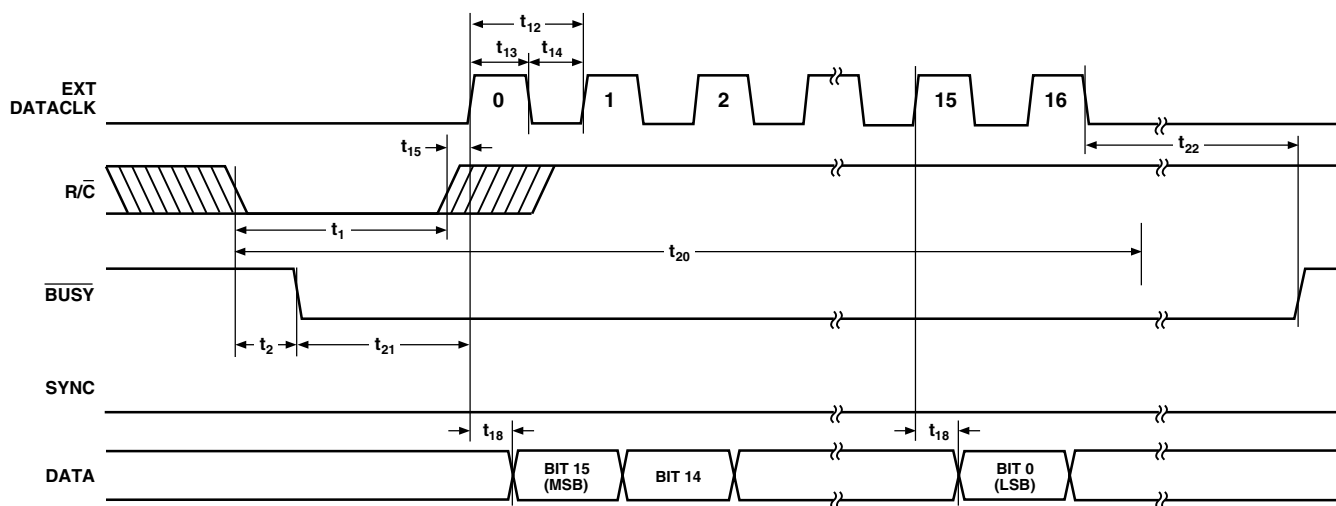 t12
t13 t14
EXT
DATACLK
0 1 2 15 16
t15
t22
R/C̅
t1
t20
B̅U̅S̅Y̅
t2 t21
SYNC
t18 t18
DATA
BIT 15
(MSB)
BIT 14
BIT 0
(LSB)